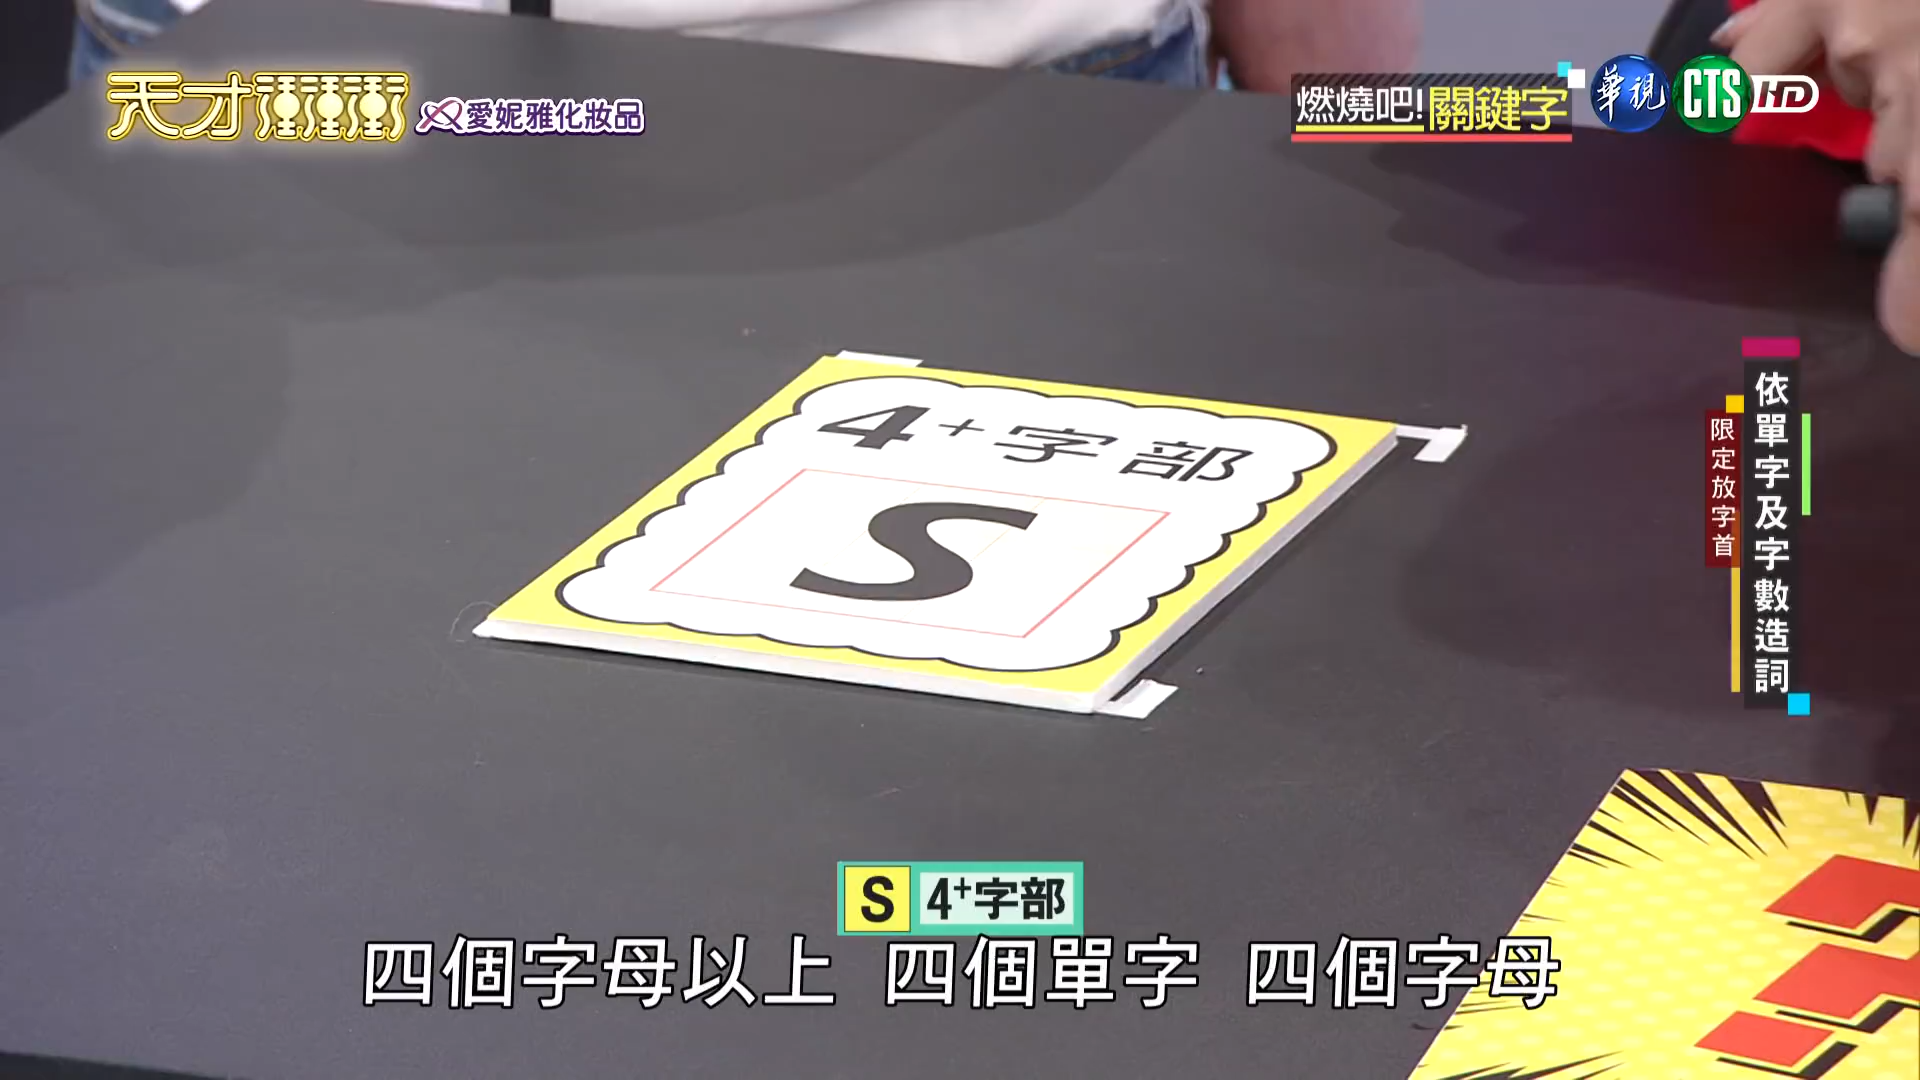 天才衝衝衝
愛妮雅化妝品
燃燒吧!關鍵字
華視 CTS HD
依單字及字數造詞
限定放字首
4+字部
S
S 4+字部
四個字母以上 四個單字 四個字母